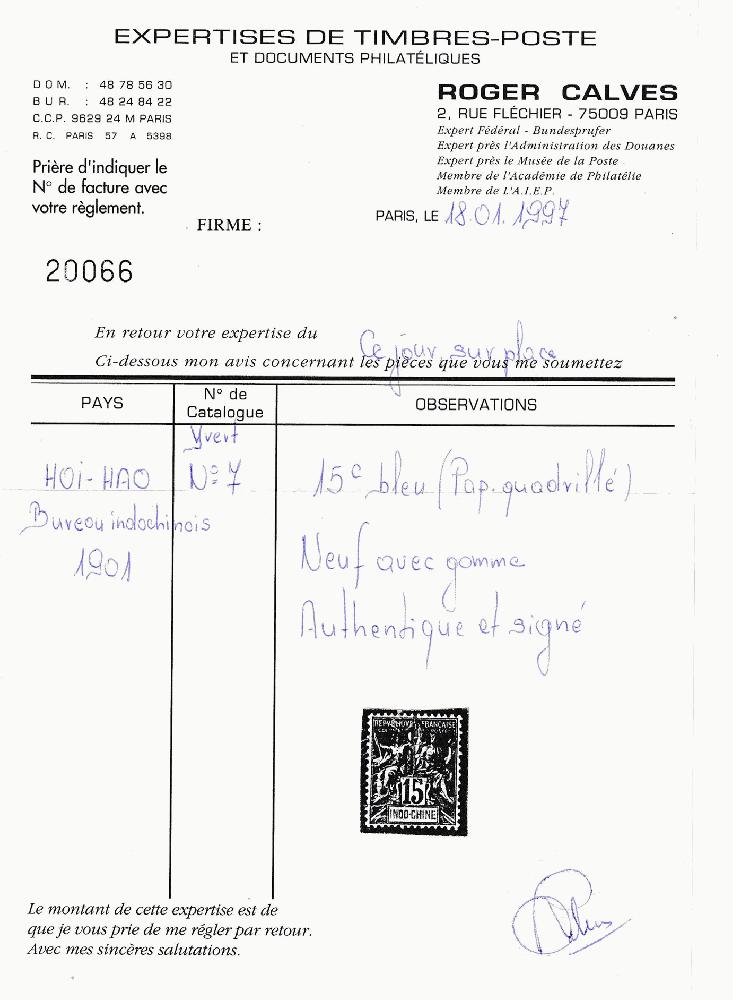 EXPERTISES DE TIMBRES-POSTE
ET DOCUMENTS PHILATÉLIQUES
DOM. : 48 78 56 30
BUR. : 48 24 84 22
C.C.P. 9629 24 M PARIS
R. C. PARIS 57 A 5398
ROGER CALVES
2, RUE FLÉCHIER - 75009 PARIS
Expert Fédéral - Bundesprufer
Expert près l'Administration des Douanes
Expert près le Musée de la Poste
Membre de l'Académie de Philatélie
Membre de L'A.I.E.P.
Prière d'indiquer le
N° de facture avec
votre règlement.
FIRME :
PARIS, LE 18.01.1997
20066
En retour votre expertise du Ce jour sur place
Ci-dessous mon avis concernant les pièces que vous me soumettez
PAYS
N° de
Catalogue
OBSERVATIONS
Yvert
HOI-HAO N° 7 15c bleu (Pap. quadrillé)
Bureau indochinois
1901
Neuf avec gomme
Authentique et signé
REPUBLIQUE FRANCAISE
15
INDO-CHINE
Le montant de cette expertise est de
que je vous prie de me régler par retour.
Avec mes sincères salutations.